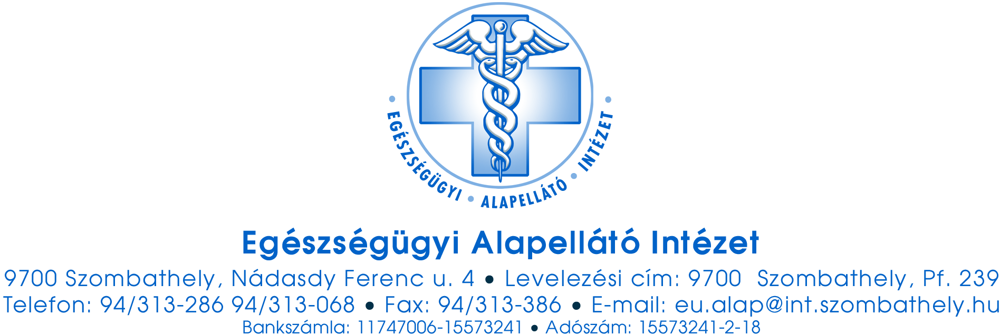 • EGÉSZSÉGÜGYI • ALAPELLÁTÓ • INTÉZET •
Egészségügyi Alapellátó Intézet
9700 Szombathely, Nádasdy Ferenc u. 4 • Levelezési cím: 9700 Szombathely, Pf. 239
Telefon: 94/313-286 94/313-068 • Fax: 94/313-386 • E-mail: eu.alap@int.szombathely.hu
Bankszámla: 11747006-15573241 • Adószám: 15573241-2-18